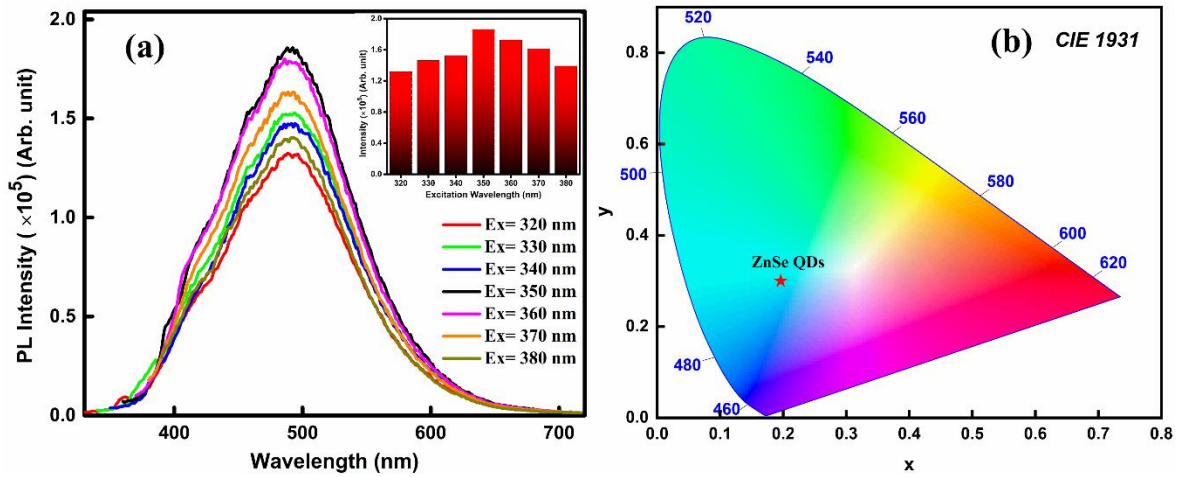 (a)
PL Intensity ( ×10⁵) (Arb. unit)
2.0
1.5
1.0
0.5
0.0
400
500
600
700
Wavelength (nm)
Intensity (×10⁵) (Arb. unit)
2.0
1.6
1.2
0.8
0.4
0.0
320
330
340
350
360
370
380
Excitation Wavelength (nm)
Ex= 320 nm
Ex= 330 nm
Ex= 340 nm
Ex= 350 nm
Ex= 360 nm
Ex= 370 nm
Ex= 380 nm
(b)
CIE 1931
y
0.8
0.6
0.4
0.2
0.0
0.0
0.1
0.2
0.3
0.4
0.5
0.6
0.7
0.8
x
520
540
560
580
600
620
500
480
460
ZnSe QDs